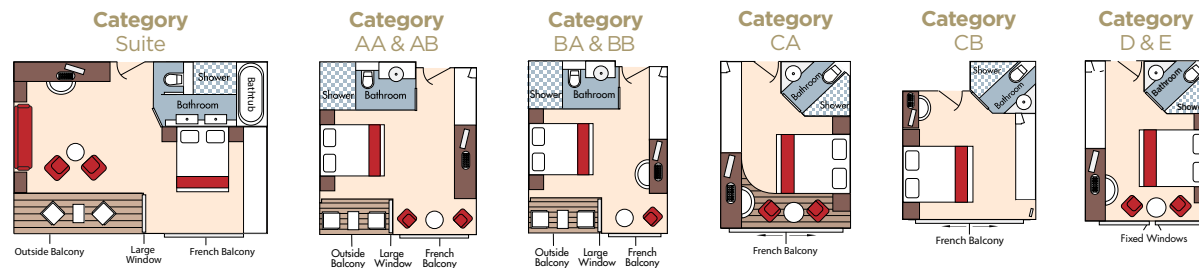 Category
Suite
Shower
Bathtub
Bathroom
Outside Balcony
Large
Window
French Balcony
Category
AA & AB
Shower
Bathroom
Outside
Balcony
Large
Window
French
Balcony
Category
BA & BB
Shower
Bathroom
Outside
Balcony
Large
Window
French
Balcony
Category
CA
Bathroom
Shower
French Balcony
Category
CB
Shower
Bathroom
French Balcony
Category
D & E
Bathroom
Shower
Fixed Windows